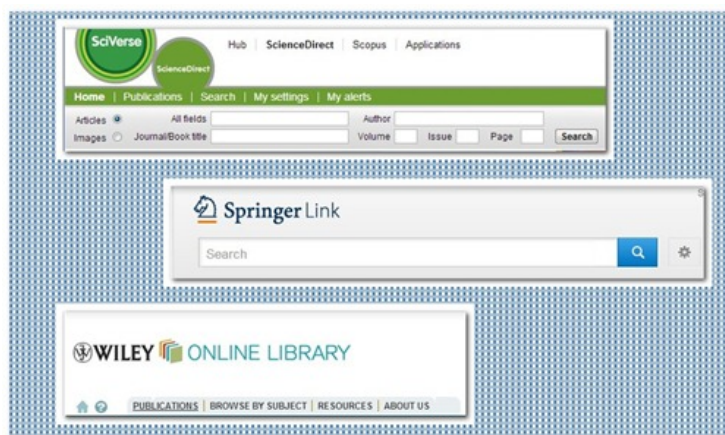 SciVerse
ScienceDirect
Hub | ScienceDirect | Scopus | Applications
Home | Publications | Search | My settings | My alerts
Articles All fields Author
Images Journal/Book title Volume Issue Page Search
Springer Link
Search
WILEY ONLINE LIBRARY
PUBLICATIONS | BROWSE BY SUBJECT | RESOURCES | ABOUT US